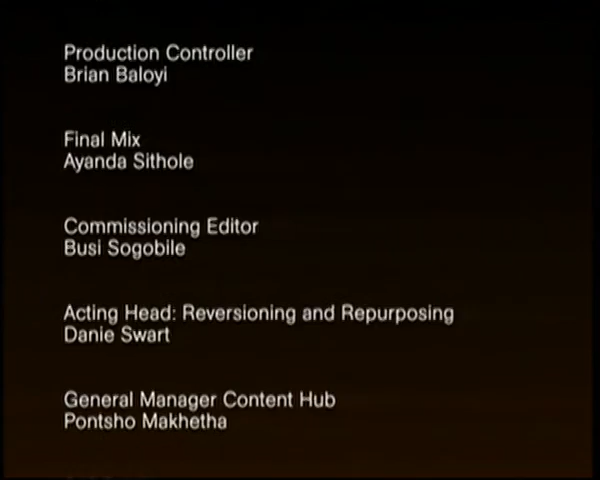 Production Controller
Brian Baloyi
Final Mix
Ayanda Sithole
Commissioning Editor
Busi Sogobile
Acting Head: Reversioning and Repurposing
Danie Swart
General Manager Content Hub
Pontsho Makhetha